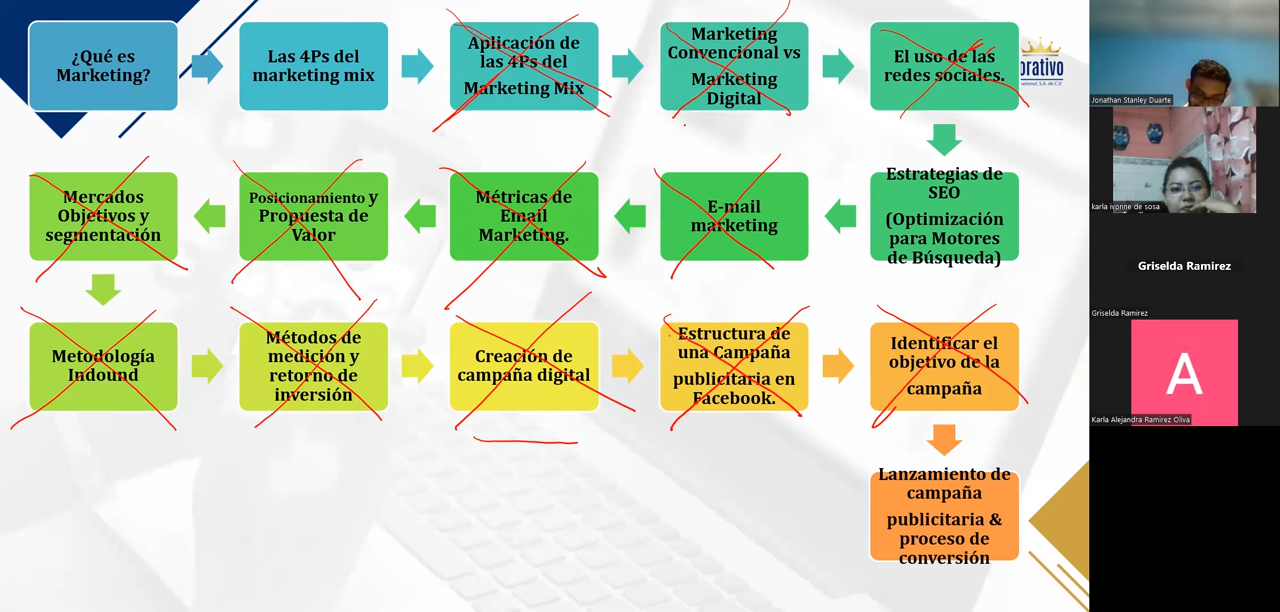 ¿Qué es
Marketing?
Las 4Ps del
marketing mix
Aplicación de
las 4Ps del
Marketing Mix
Marketing
Convencional vs
Marketing
Digital
El uso de las
redes sociales.
Estrategias de
SEO
(Optimización
para Motores
de Búsqueda)
E-mail
marketing
Métricas de
Email
Marketing.
Posicionamiento y
Propuesta de
Valor
Mercados
Objetivos y
segmentación
Metodología
Indound
Métodos de
medición y
retorno de
inversión
Creación de
campaña digital
Estructura de
una Campaña
publicitaria en
Facebook.
Identificar el
objetivo de la
campaña
Lanzamiento de
campaña
publicitaria &
proceso de
conversión
Jonathan Stanley Duarte
karla ivonne de sosa
Griselda Ramirez
Griselda Ramirez
A
Karla Alejandra Ramirez Oliva